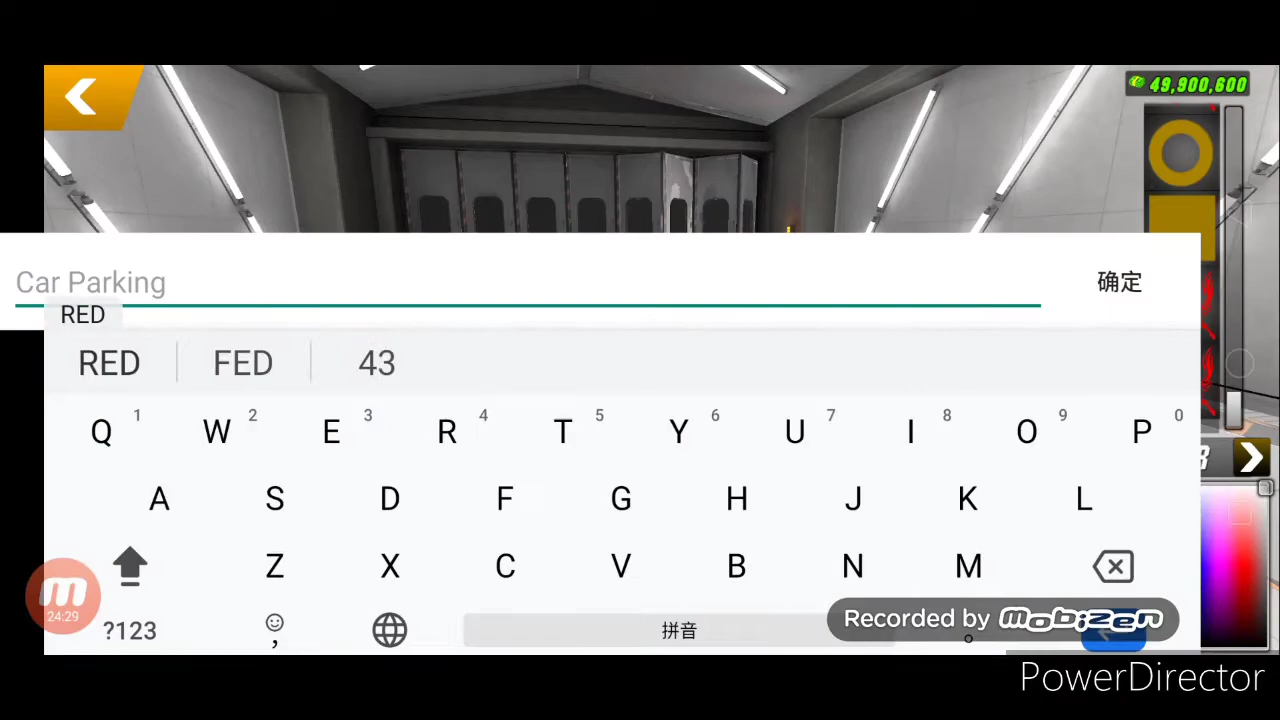 49,900,600
Car Parking
确定
RED
RED FED 43
1 2 3 4 5 6 7 8 9 0
Q W E R T Y U I O P
A S D F G H J K L
Z X C V B N M
24:29
?123 , 拼音 。
Recorded by mobizen
R
PowerDirector